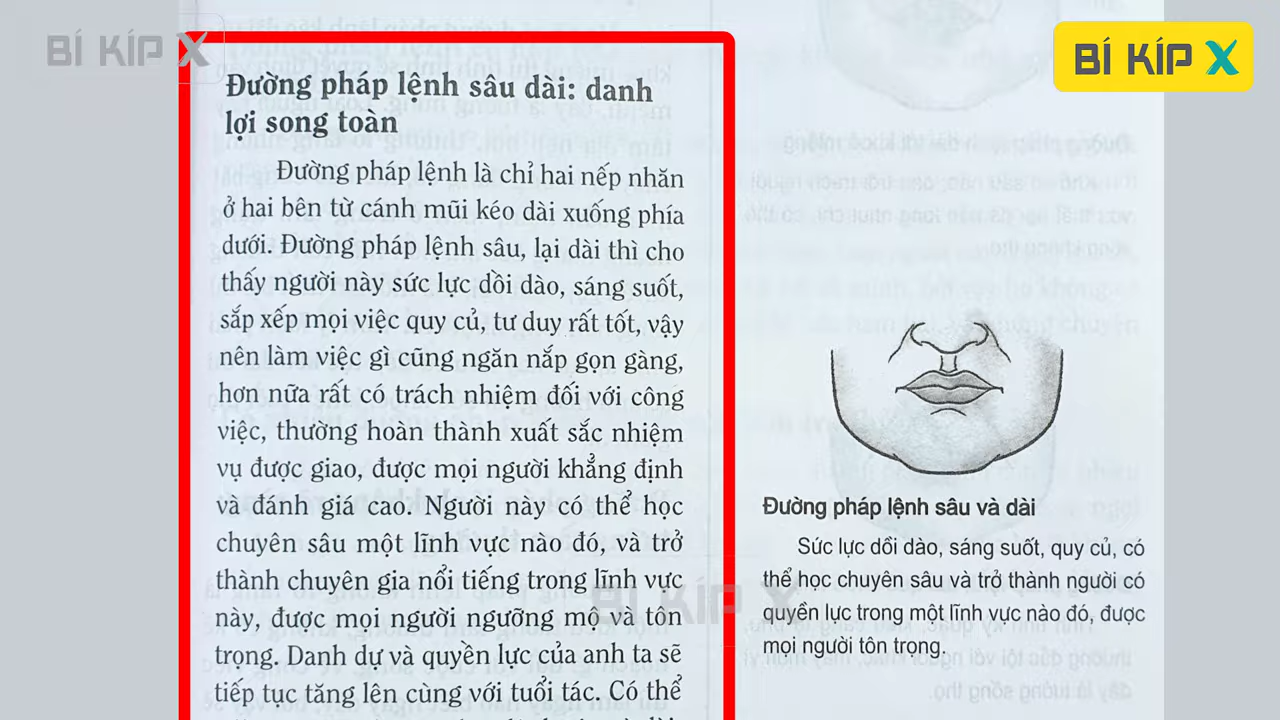 BÍ KÍP X
BÍ KÍP X
Đường pháp lệnh sâu dài: danh
lợi song toàn
Đường pháp lệnh là chỉ hai nếp nhăn
ở hai bên từ cánh mũi kéo dài xuống phía
dưới. Đường pháp lệnh sâu, lại dài thì cho
thấy người này sức lực dồi dào, sáng suốt,
sắp xếp mọi việc quy củ, tư duy rất tốt, vậy
nên làm việc gì cũng ngăn nắp gọn gàng,
hơn nữa rất có trách nhiệm đối với công
việc, thường hoàn thành xuất sắc nhiệm
vụ được giao, được mọi người khẳng định
và đánh giá cao. Người này có thể học
chuyên sâu một lĩnh vực nào đó, và trở
thành chuyên gia nổi tiếng trong lĩnh vực
này, được mọi người ngưỡng mộ và tôn
trọng. Danh dự và quyền lực của anh ta sẽ
tiếp tục tăng lên cùng với tuổi tác. Có thể
BÍ KÍP X
Đường pháp lệnh sâu và dài
Sức lực dồi dào, sáng suốt, quy củ, có
thể học chuyên sâu và trở thành người có
quyền lực trong một lĩnh vực nào đó, được
mọi người tôn trọng.